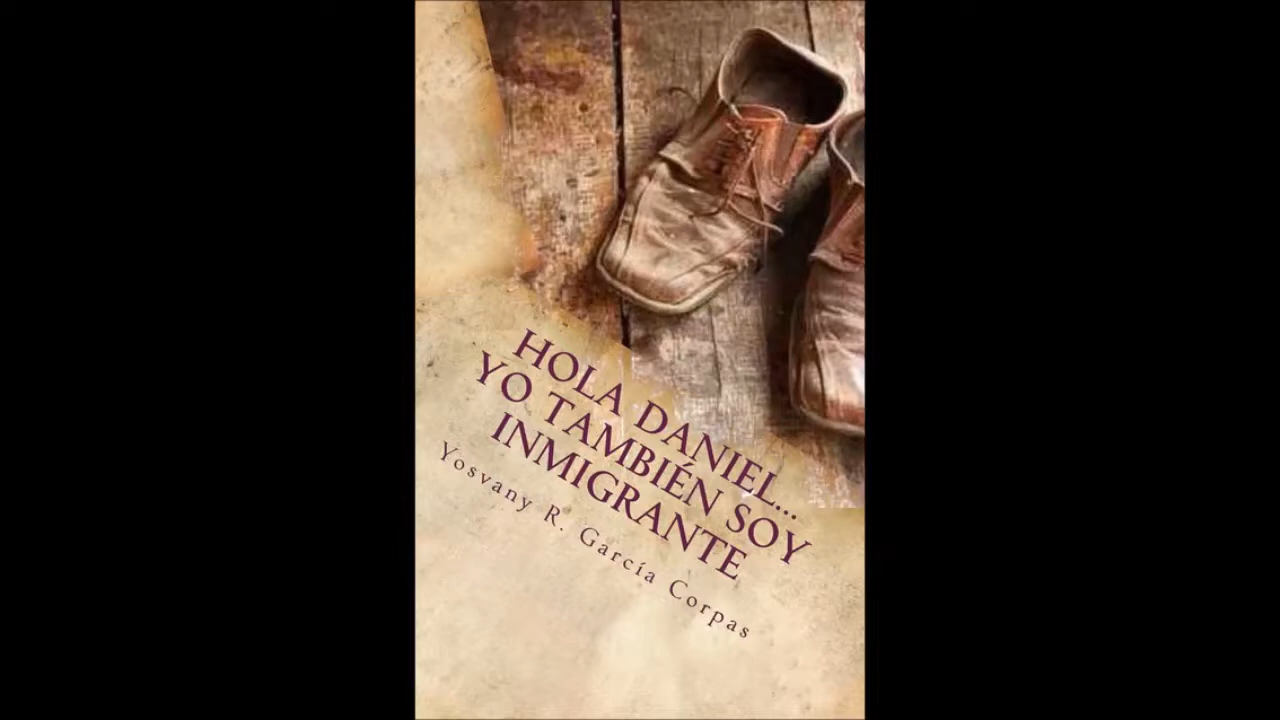 HOLA DANIEL...
YO TAMBIÉN SOY
INMIGRANTE
Yosvany R. García Corpas